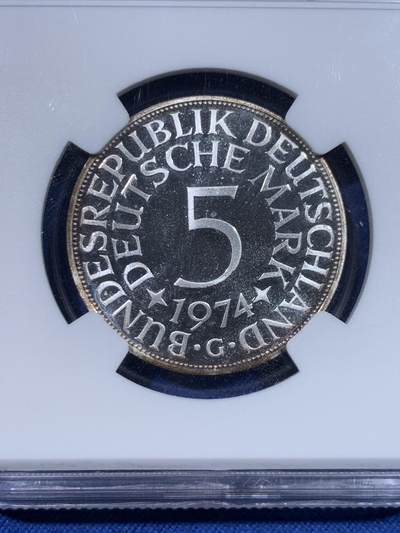 BUNDESREPUBLIK DEUTSCHLAND
DEUTSCHE MARK
5
1974
G